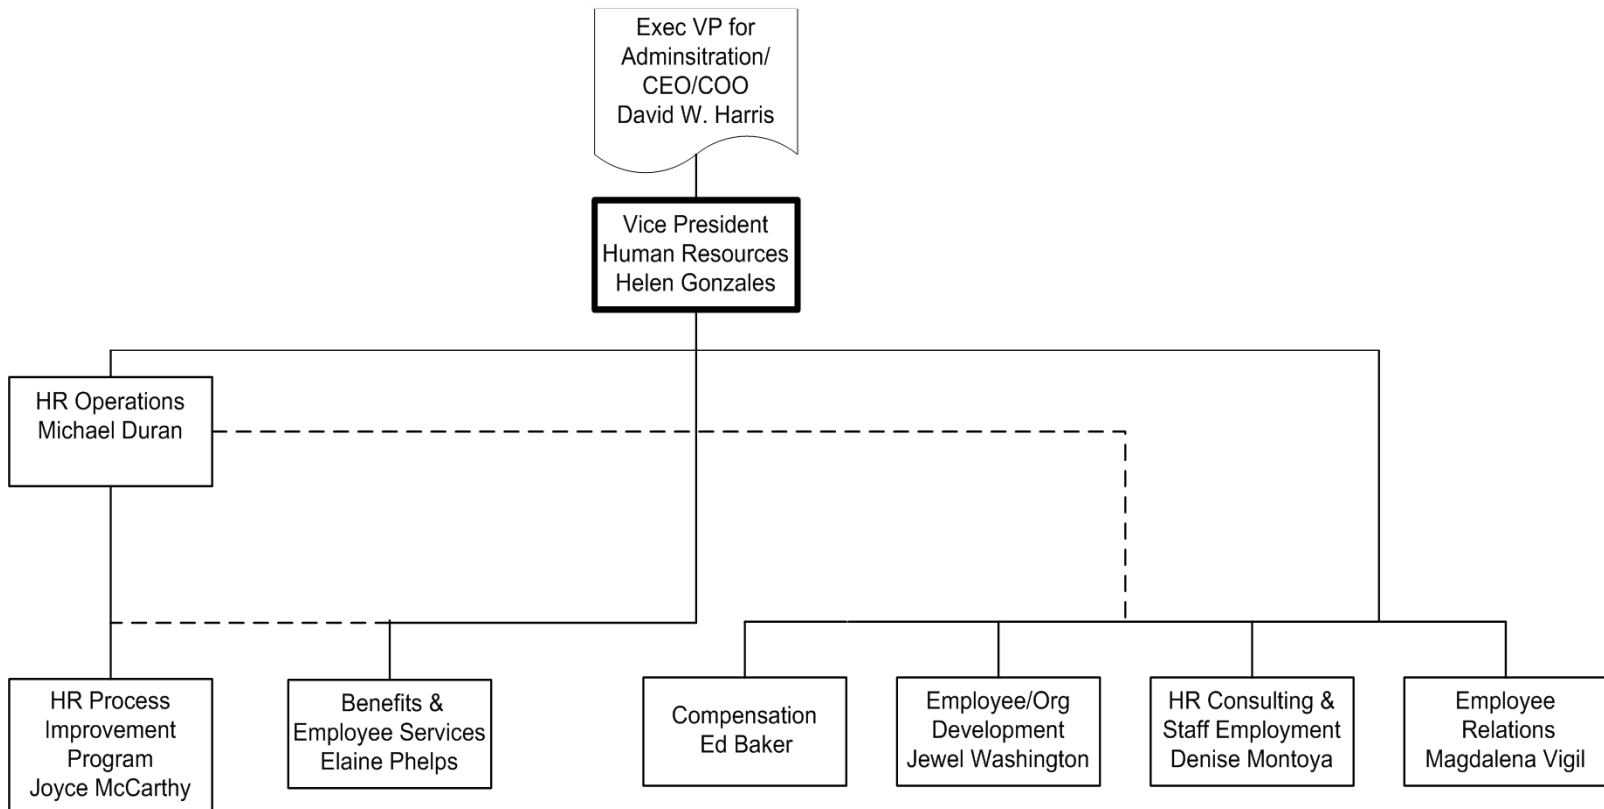 Exec VP for
Adminsitration/
CEO/COO
David W. Harris
Vice President
Human Resources
Helen Gonzales
HR Operations
Michael Duran
HR Process
Improvement
Program
Joyce McCarthy
Benefits &
Employee Services
Elaine Phelps
Compensation
Ed Baker
Employee/Org
Development
Jewel Washington
HR Consulting &
Staff Employment
Denise Montoya
Employee
Relations
Magdalena Vigil